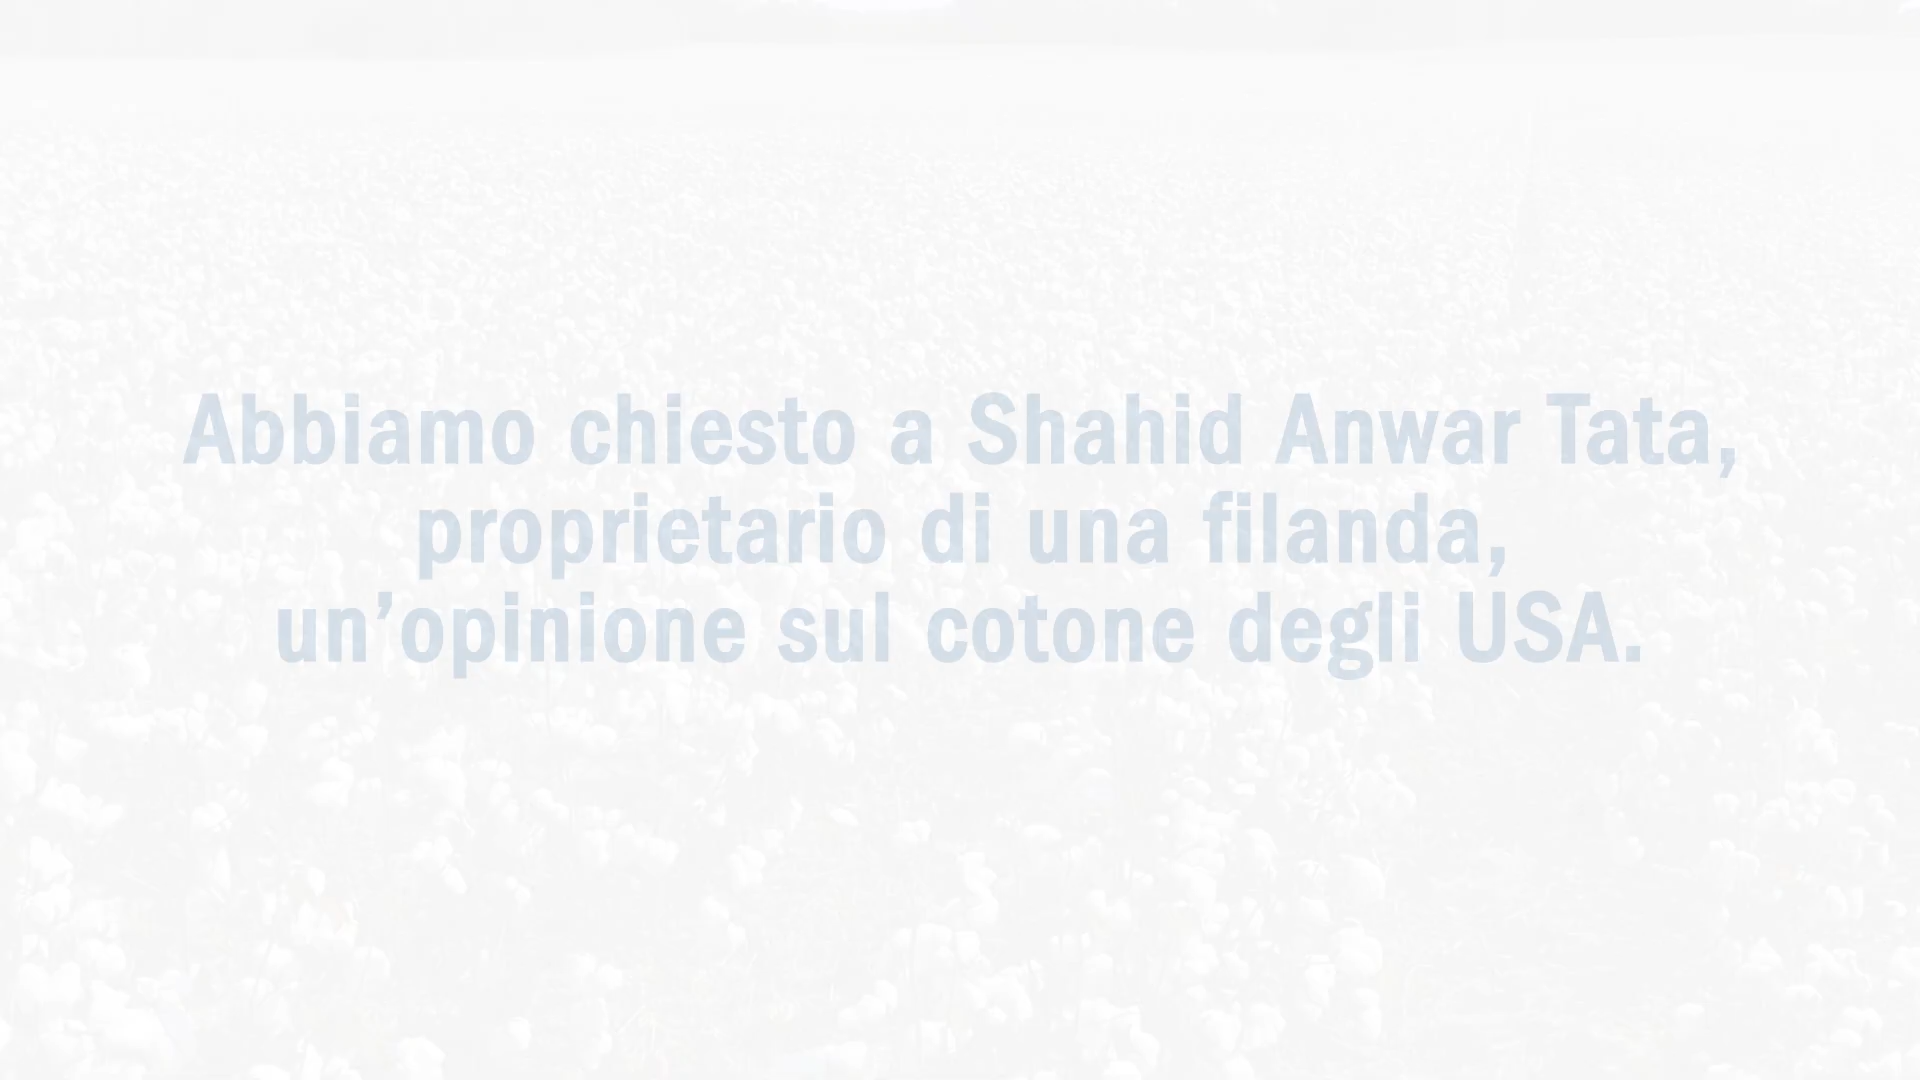 Abbiamo chiesto a Shahid Anwar Tata,
proprietario di una filanda,
un’opinione sul cotone degli USA.